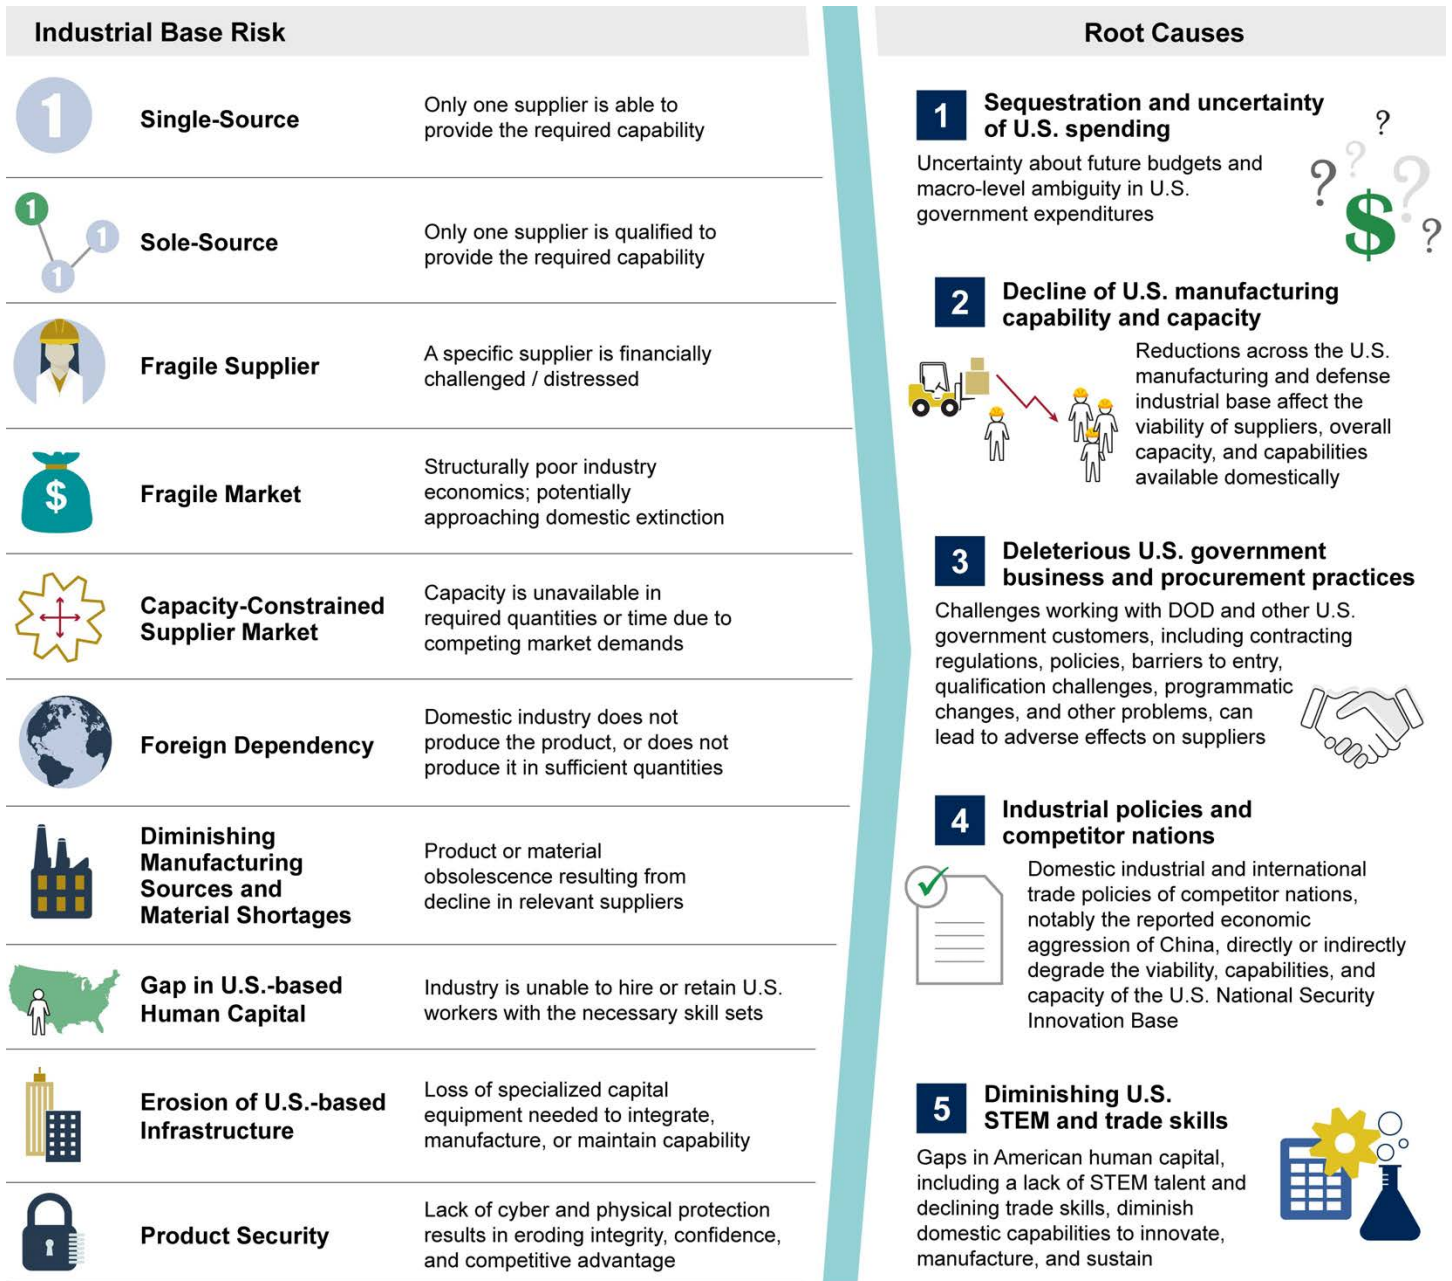 Industrial Base Risk
1
Single-Source
Only one supplier is able to
provide the required capability
1
1
1
Sole-Source
Only one supplier is qualified to
provide the required capability
Fragile Supplier
A specific supplier is financially
challenged / distressed
$
Fragile Market
Structurally poor industry
economics; potentially
approaching domestic extinction
Capacity-Constrained
Supplier Market
Capacity is unavailable in
required quantities or time due to
competing market demands
Foreign Dependency
Domestic industry does not
produce the product, or does not
produce it in sufficient quantities
Diminishing
Manufacturing
Sources and
Material Shortages
Product or material
obsolescence resulting from
decline in relevant suppliers
Gap in U.S.-based
Human Capital
Industry is unable to hire or retain U.S.
workers with the necessary skill sets
Erosion of U.S.-based
Infrastructure
Loss of specialized capital
equipment needed to integrate,
manufacture, or maintain capability
Product Security
Lack of cyber and physical protection
results in eroding integrity, confidence,
and competitive advantage
Root Causes
1
Sequestration and uncertainty
of U.S. spending
Uncertainty about future budgets and
macro-level ambiguity in U.S.
government expenditures
? ? ? ? ?
$
2
Decline of U.S. manufacturing
capability and capacity
Reductions across the U.S.
manufacturing and defense
industrial base affect the
viability of suppliers, overall
capacity, and capabilities
available domestically
3
Deleterious U.S. government
business and procurement practices
Challenges working with DOD and other U.S.
government customers, including contracting
regulations, policies, barriers to entry,
qualification challenges, programmatic
changes, and other problems, can
lead to adverse effects on suppliers
4
Industrial policies and
competitor nations
Domestic industrial and international
trade policies of competitor nations,
notably the reported economic
aggression of China, directly or indirectly
degrade the viability, capabilities, and
capacity of the U.S. National Security
Innovation Base
5
Diminishing U.S.
STEM and trade skills
Gaps in American human capital,
including a lack of STEM talent and
declining trade skills, diminish
domestic capabilities to innovate,
manufacture, and sustain